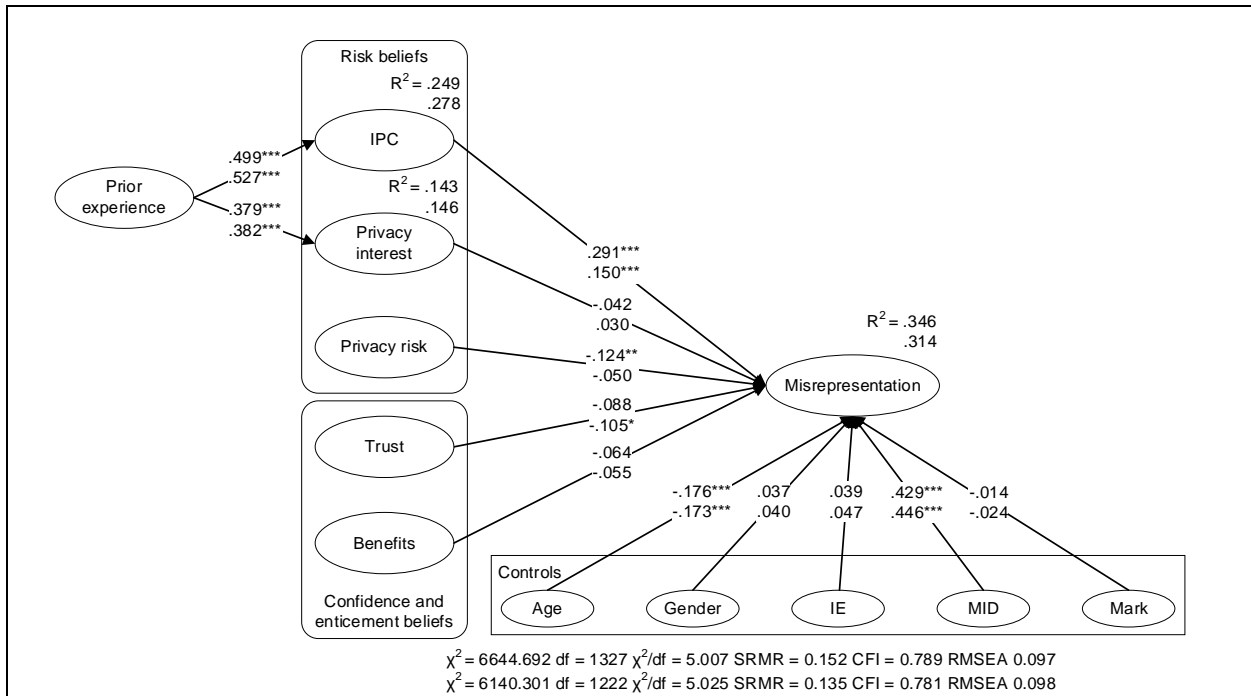 Risk beliefs
R² = .249
.278
IPC
.499***
.527***
Prior
experience
R² = .143
.146
.379***
.382***
Privacy
interest
.291***
.150***
-.042
.030
R² = .346
.314
Privacy risk
-.124**
-.050
Misrepresentation
-.088
-.105*
Trust
-.064
-.055
-.176***
-.173***
.037
.040
.039
.047
.429***
.446***
-.014
-.024
Benefits
Confidence and
enticement beliefs
Controls
Age
Gender
IE
MID
Mark
χ² = 6644.692 df = 1327 χ²/df = 5.007 SRMR = 0.152 CFI = 0.789 RMSEA 0.097
χ² = 6140.301 df = 1222 χ²/df = 5.025 SRMR = 0.135 CFI = 0.781 RMSEA 0.098